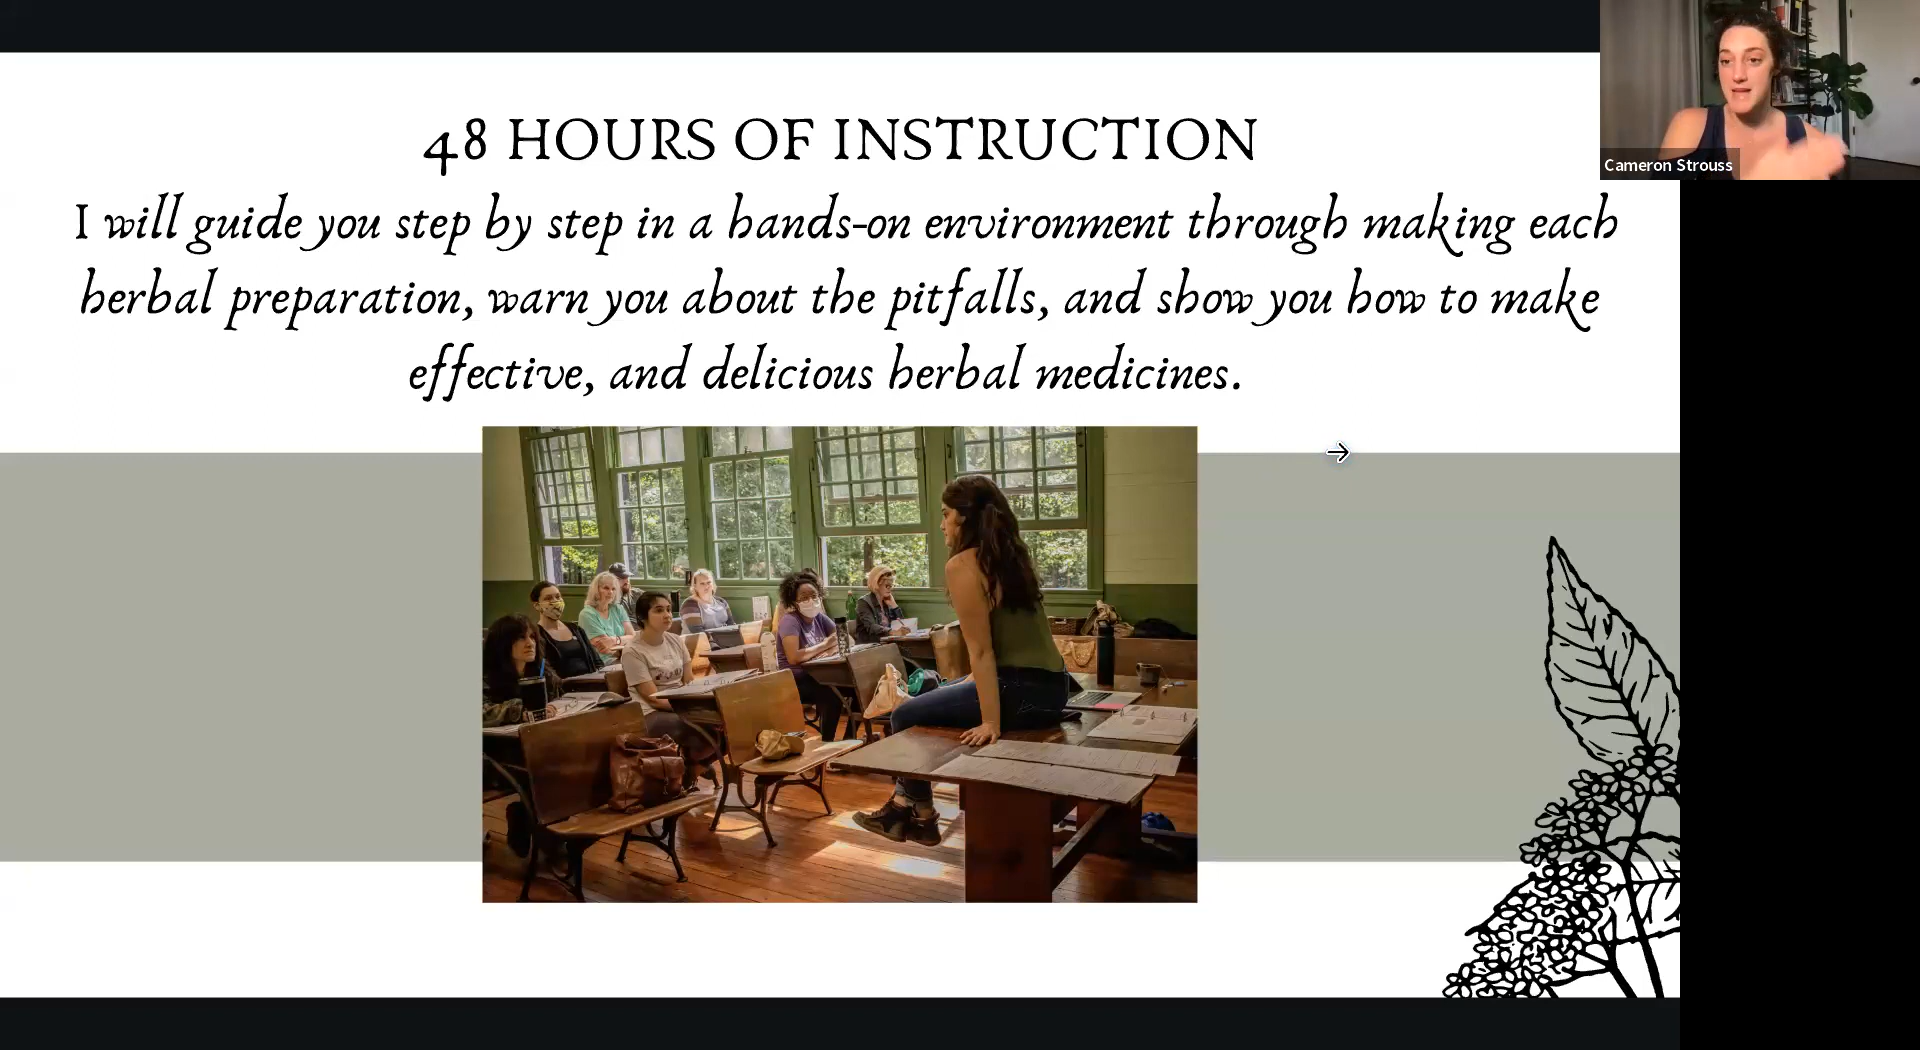 48 HOURS OF INSTRUCTION
I will guide you step by step in a hands-on environment through making each
herbal preparation, warn you about the pitfalls, and show you how to make
effective, and delicious herbal medicines.
Cameron Strouss